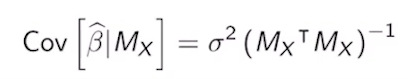 Cov [β̂|M_X] = σ² (M_X^⊤ M_X)^{−1}